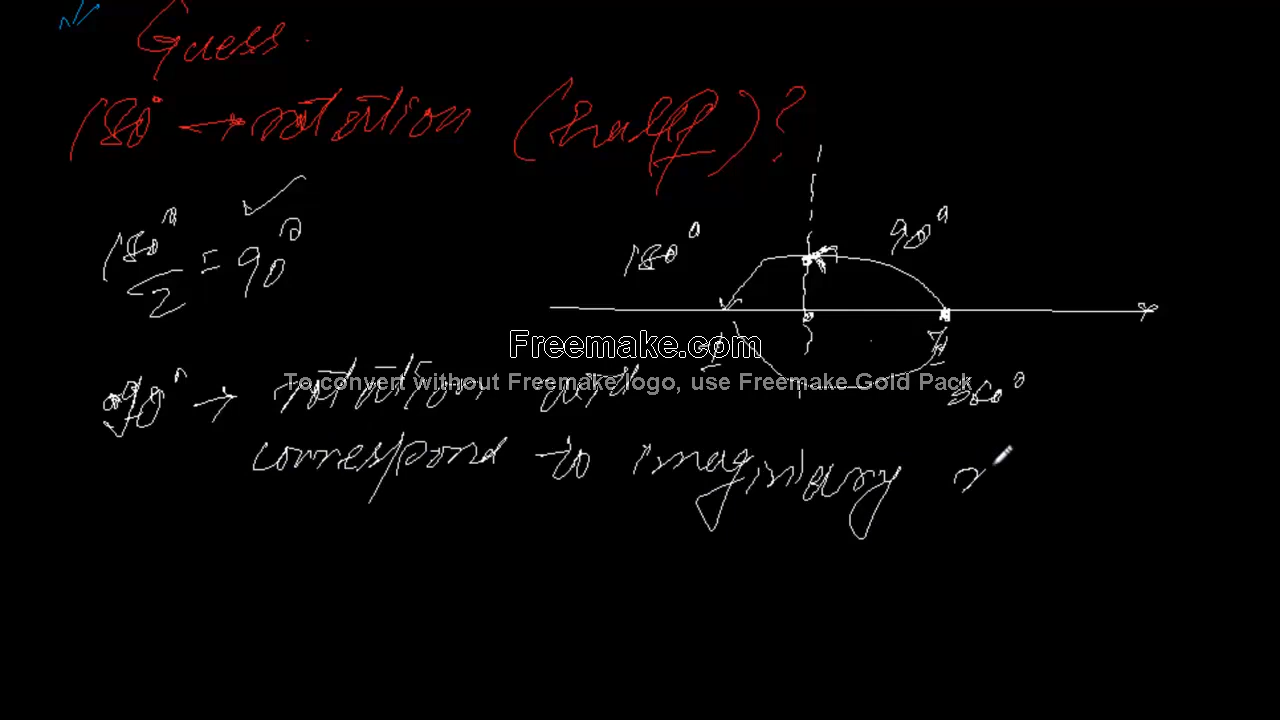 Guess.
180° → rotation (half)?
180°/2 = 90°
180°
90°
Freemake.com
To convert without Freemake logo, use Freemake Gold Pack
90° → rotation will
360°
correspond to imaginary